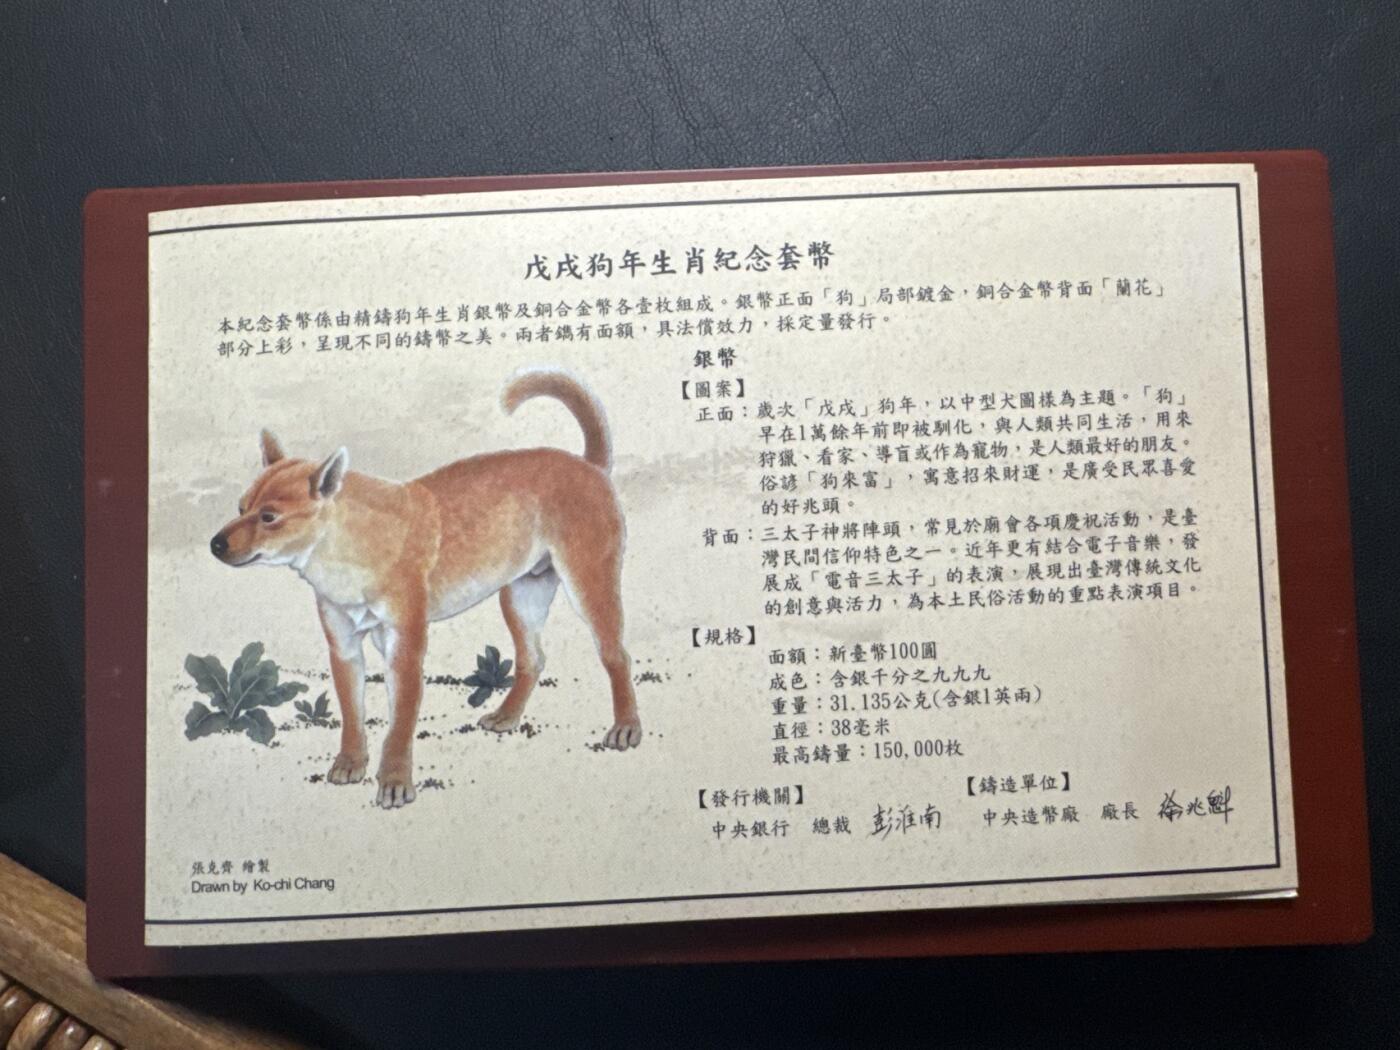 戊戌狗年生肖紀念套幣
本紀念套幣係由精鑄狗年生肖銀幣及銅合金幣各壹枚組成。銀幣正面「狗」局部鍍金，銅合金幣背面「蘭花」
部分上彩，呈現不同的鑄幣之美。兩者鐫有面額，具法償效力，採定量發行。
銀幣
【圖案】
正面：歲次「戊戌」狗年，以中型犬圖樣為主題。「狗」
早在1萬餘年前即被馴化，與人類共同生活，用來
狩獵、看家、導盲或作為寵物，是人類最好的朋友。
俗諺「狗來富」，寓意招來財運，是廣受民眾喜愛
的好兆頭。
背面：三太子神將陣頭，常見於廟會各項慶祝活動，是臺
灣民間信仰特色之一。近年更有結合電子音樂，發
展成「電音三太子」的表演，展現出臺灣傳統文化
的創意與活力，為本土民俗活動的重點表演項目。
【規格】
面額：新臺幣100圓
成色：含銀千分之九九九
重量：31.135公克(含銀1英兩)
直徑：38毫米
最高鑄量：150,000枚
【發行機關】 【鑄造單位】
中央銀行 總裁 彭淮南 中央造幣廠 廠長 徐兆魁
張克齊 繪製
Drawn by Ko-chi Chang